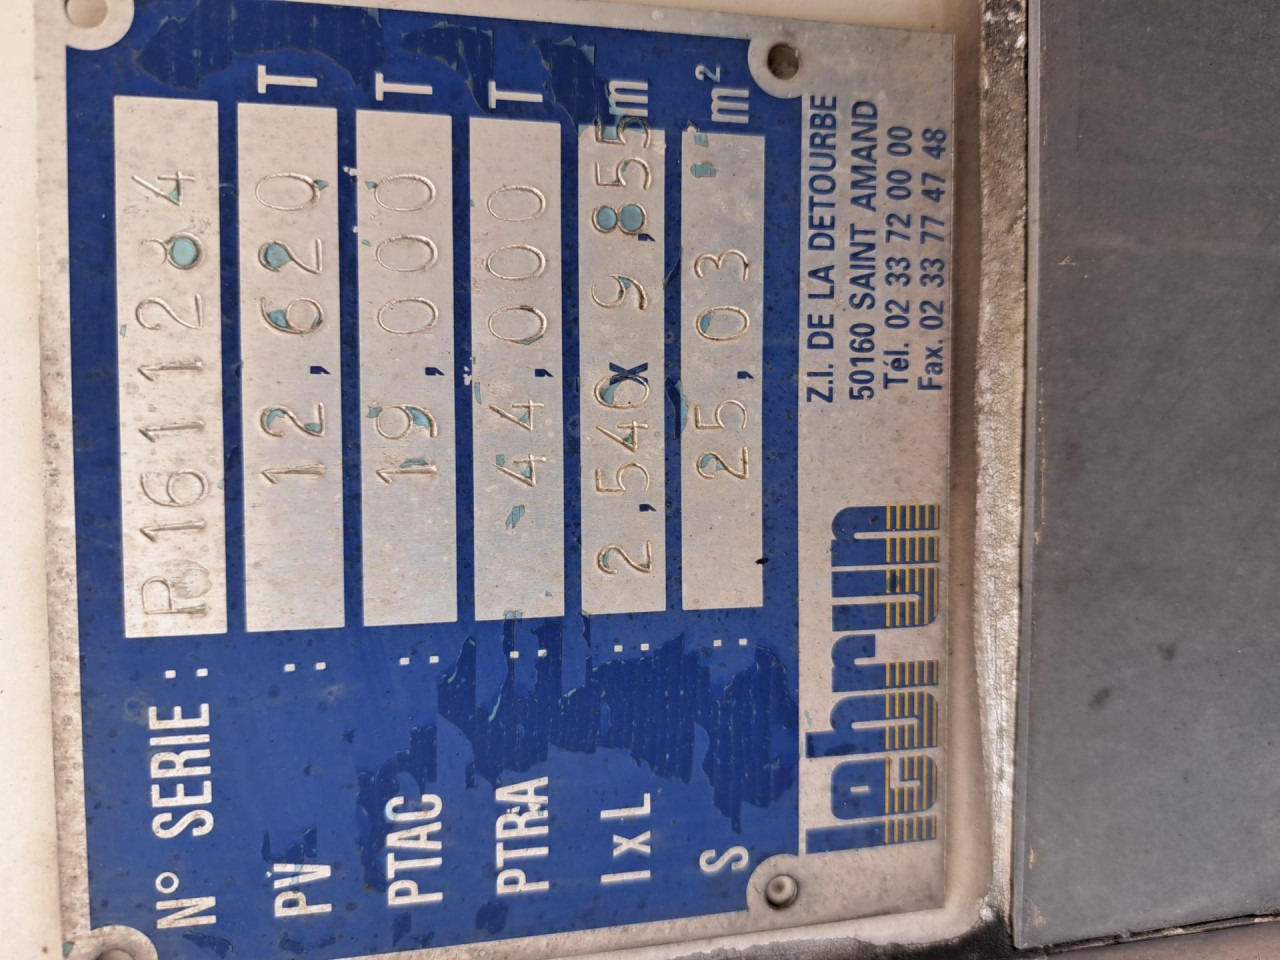 N° SERIE : P1611284
PV : 12,620 T
PTAC : 19,000 T
PTRA : 44,000 T
l x L : 2,540 x 9,855 m
S : 25,03 m²
Lebrun
Z.I. DE LA DETOURBE
50160 SAINT AMAND
Tél. 02 33 72 00 00
Fax. 02 33 77 47 48